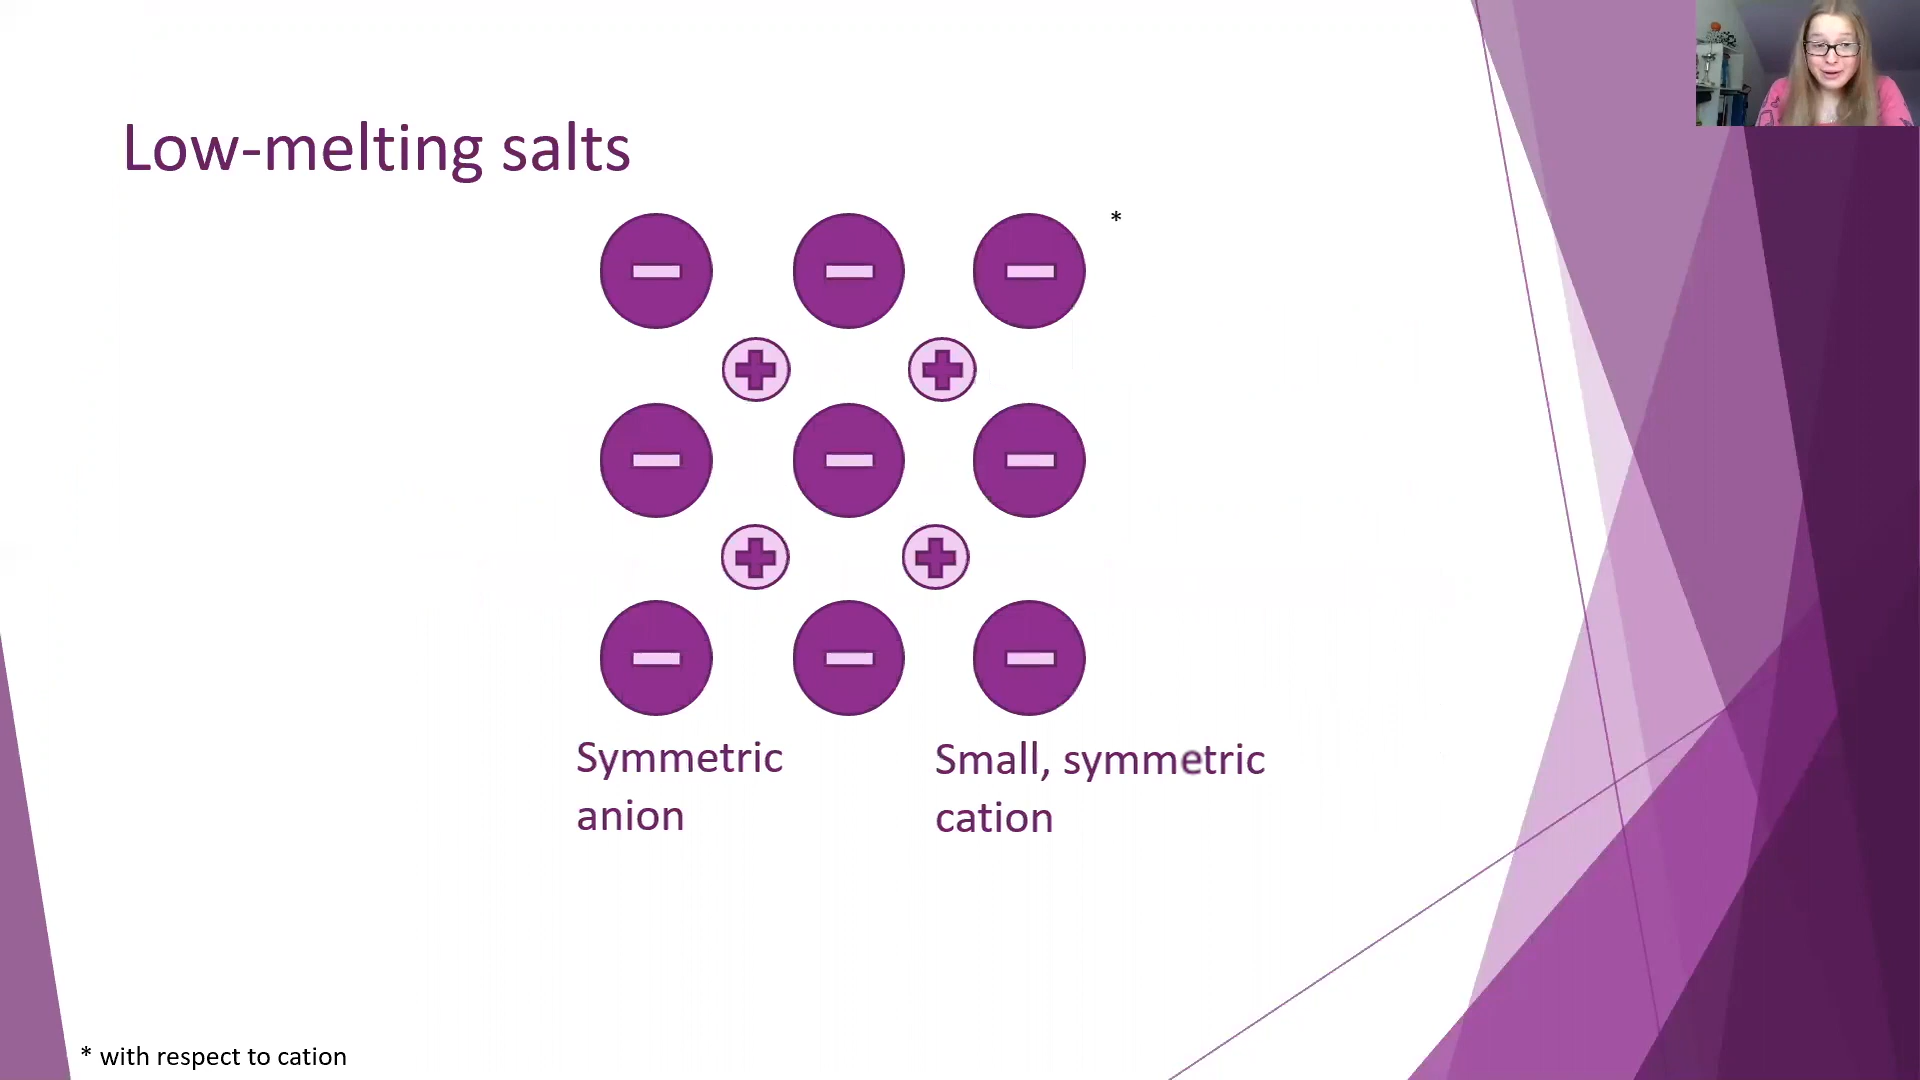 Low-melting salts
*
Symmetric
anion
Small, symmetric
cation
* with respect to cation